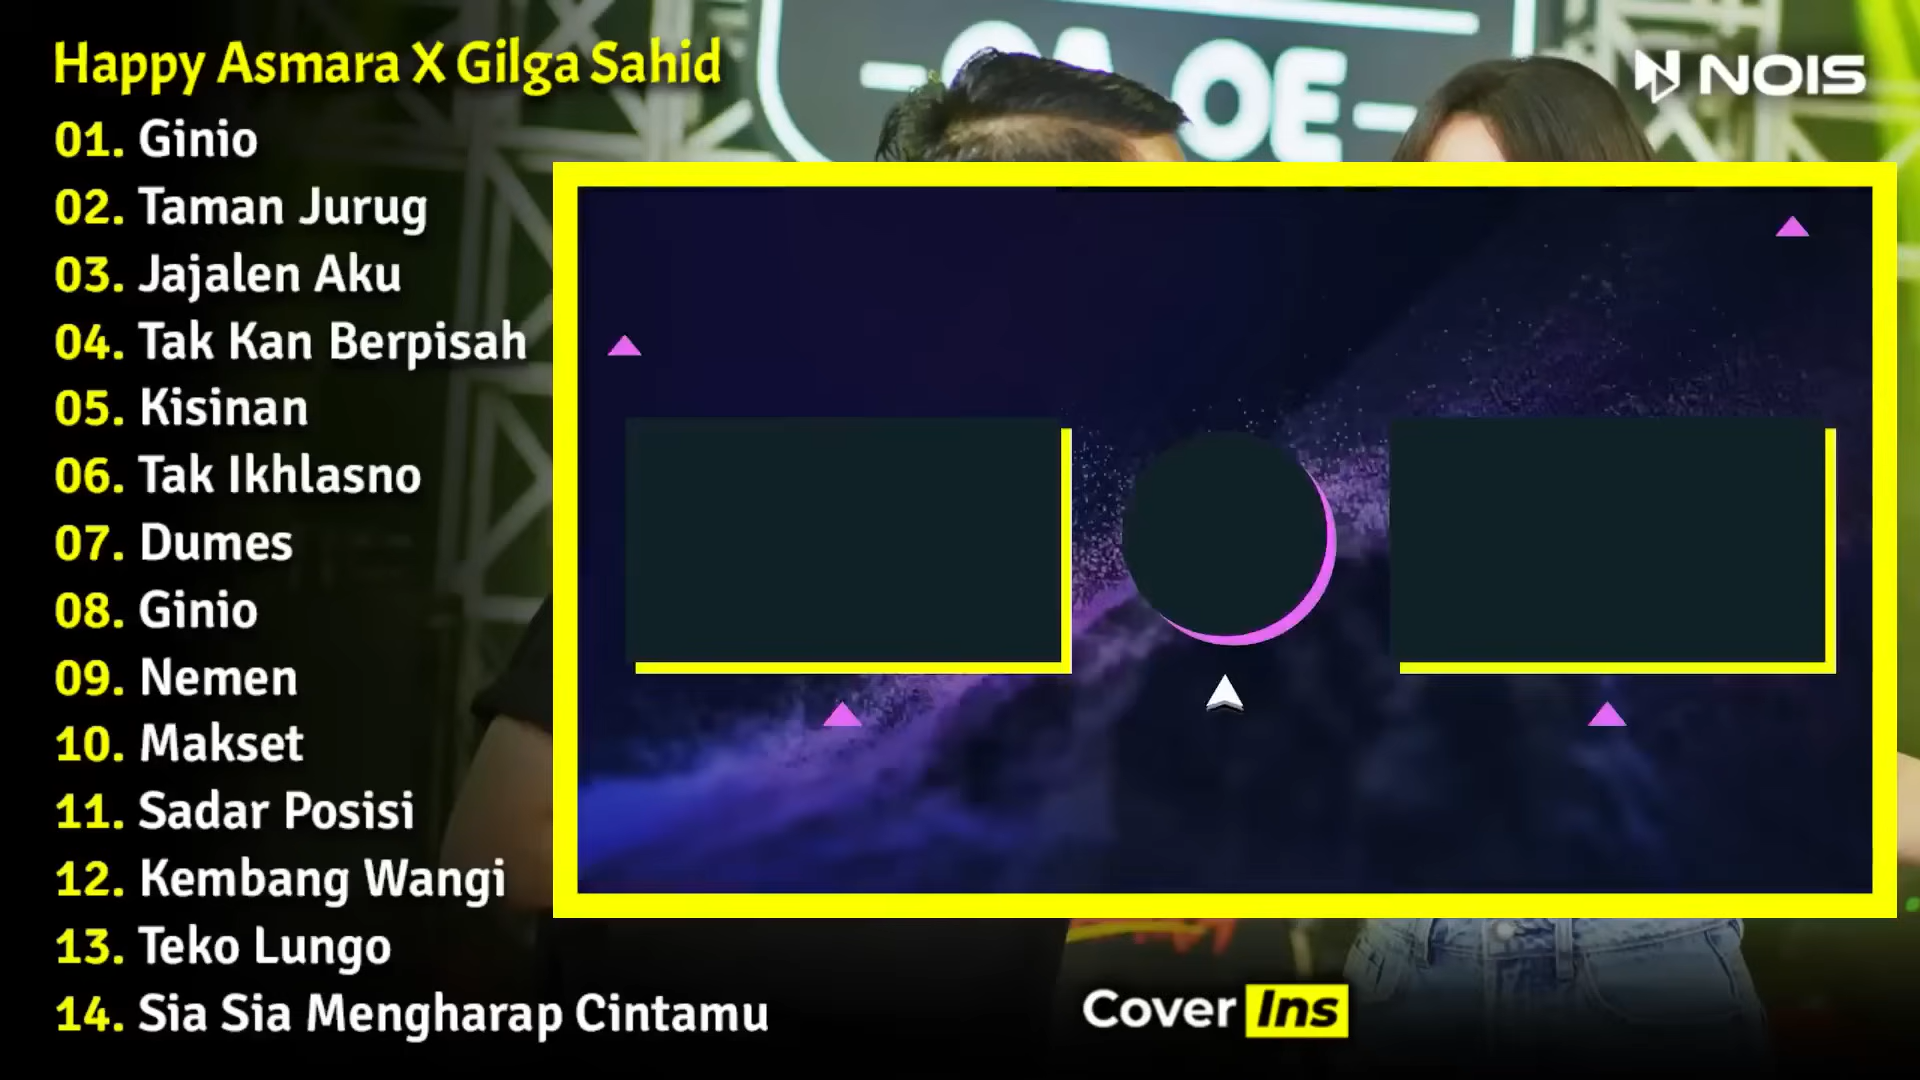 Happy Asmara X Gilga Sahid
NOIS
01. Ginio
02. Taman Jurug
03. Jajalen Aku
04. Tak Kan Berpisah
05. Kisinan
06. Tak Ikhlasno
07. Dumes
08. Ginio
09. Nemen
10. Makset
11. Sadar Posisi
12. Kembang Wangi
13. Teko Lungo
14. Sia Sia Mengharap Cintamu
Cover Ins